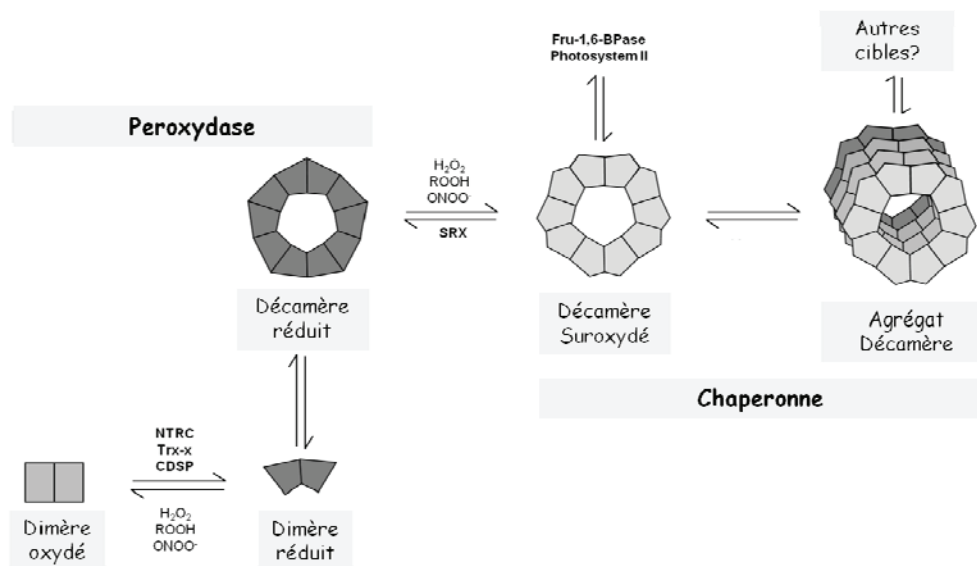 Fru-1,6-BPase
Photosystem II
Autres
cibles?
Peroxydase
H₂O₂
ROOH
ONOO⁻
SRX
Décamère
réduit
Décamère
Suroxydé
Agrégat
Décamère
Chaperonne
NTRC
Trx-x
CDSP
H₂O₂
ROOH
ONOO⁻
Dimère
oxydé
Dimère
réduit